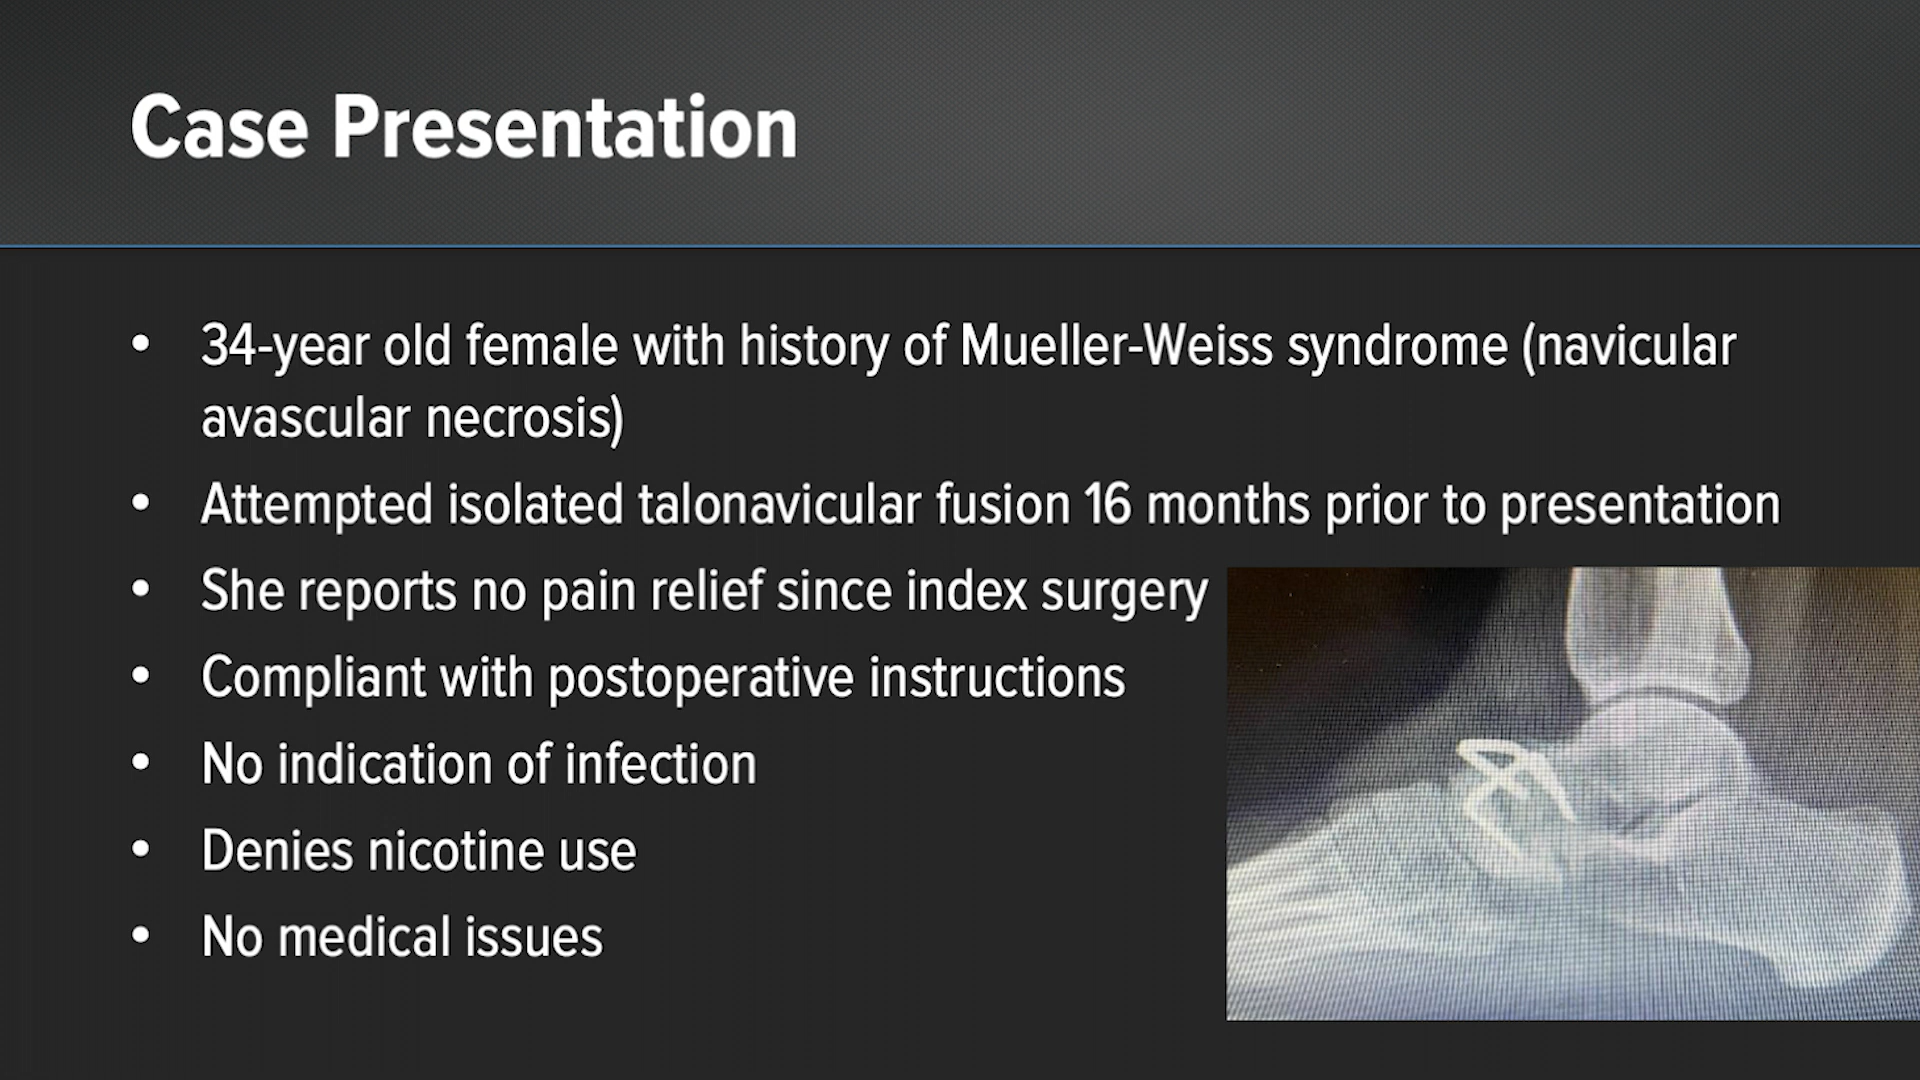 Case Presentation
• 34-year old female with history of Mueller-Weiss syndrome (navicular
avascular necrosis)
• Attempted isolated talonavicular fusion 16 months prior to presentation
• She reports no pain relief since index surgery
• Compliant with postoperative instructions
• No indication of infection
• Denies nicotine use
• No medical issues